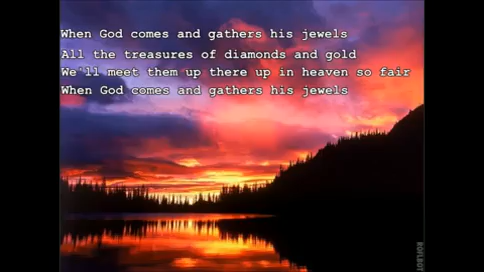 When God comes and gathers his jewels
All the treasures of diamonds and gold
We'll meet them up there up in heaven so fair
When God comes and gathers his jewels